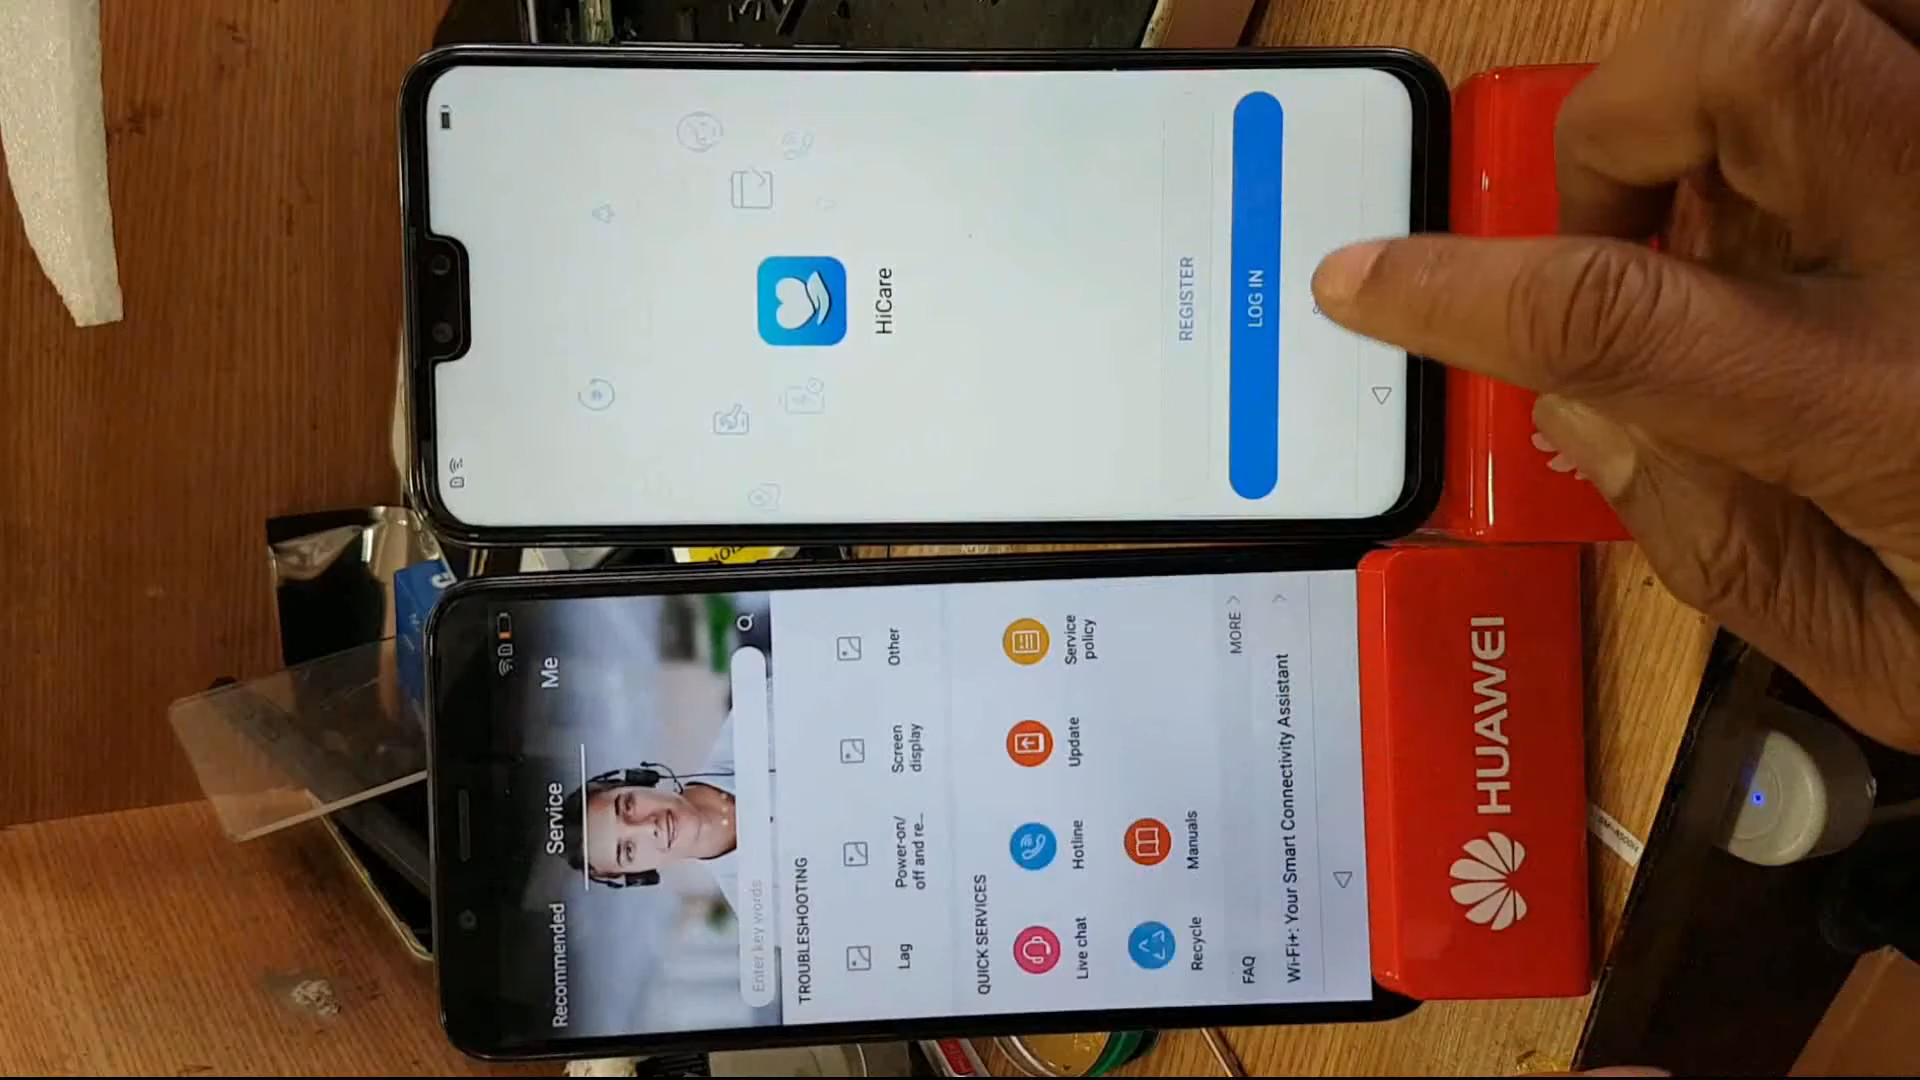 HiCare
REGISTER
LOG IN
Recommended
Service
Me
Enter key words
TROUBLESHOOTING
Lag
Power-on/
off and re...
Screen
display
Other
QUICK SERVICES
Live chat
Hotline
Update
Service
policy
Recycle
Manuals
FAQ
MORE >
Wi-Fi+: Your Smart Connectivity Assistant
HUAWEI